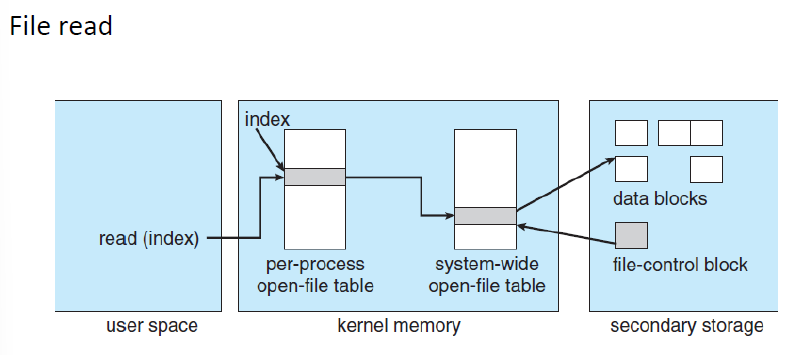 File read
index
read (index)
per-process
open-file table
system-wide
open-file table
data blocks
file-control block
user space
kernel memory
secondary storage